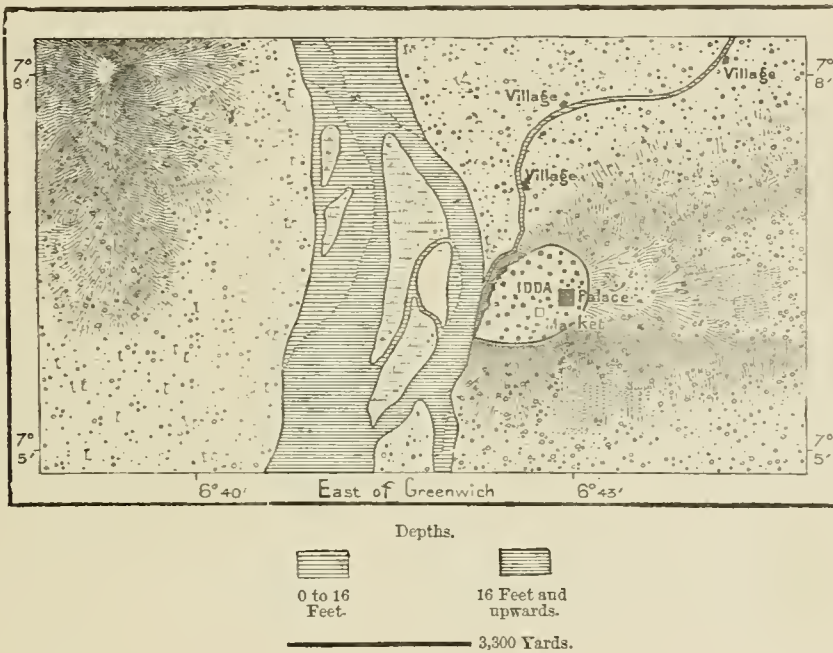 7°
8′
7°
8′
Village
Village
Village
IDDA
Palace
Market
7°
5′
7°
5′
6°40′
East of Greenwich
6°43′
Depths.
0 to 16
Feet.
16 Feet and
upwards.
3,300 Yards.